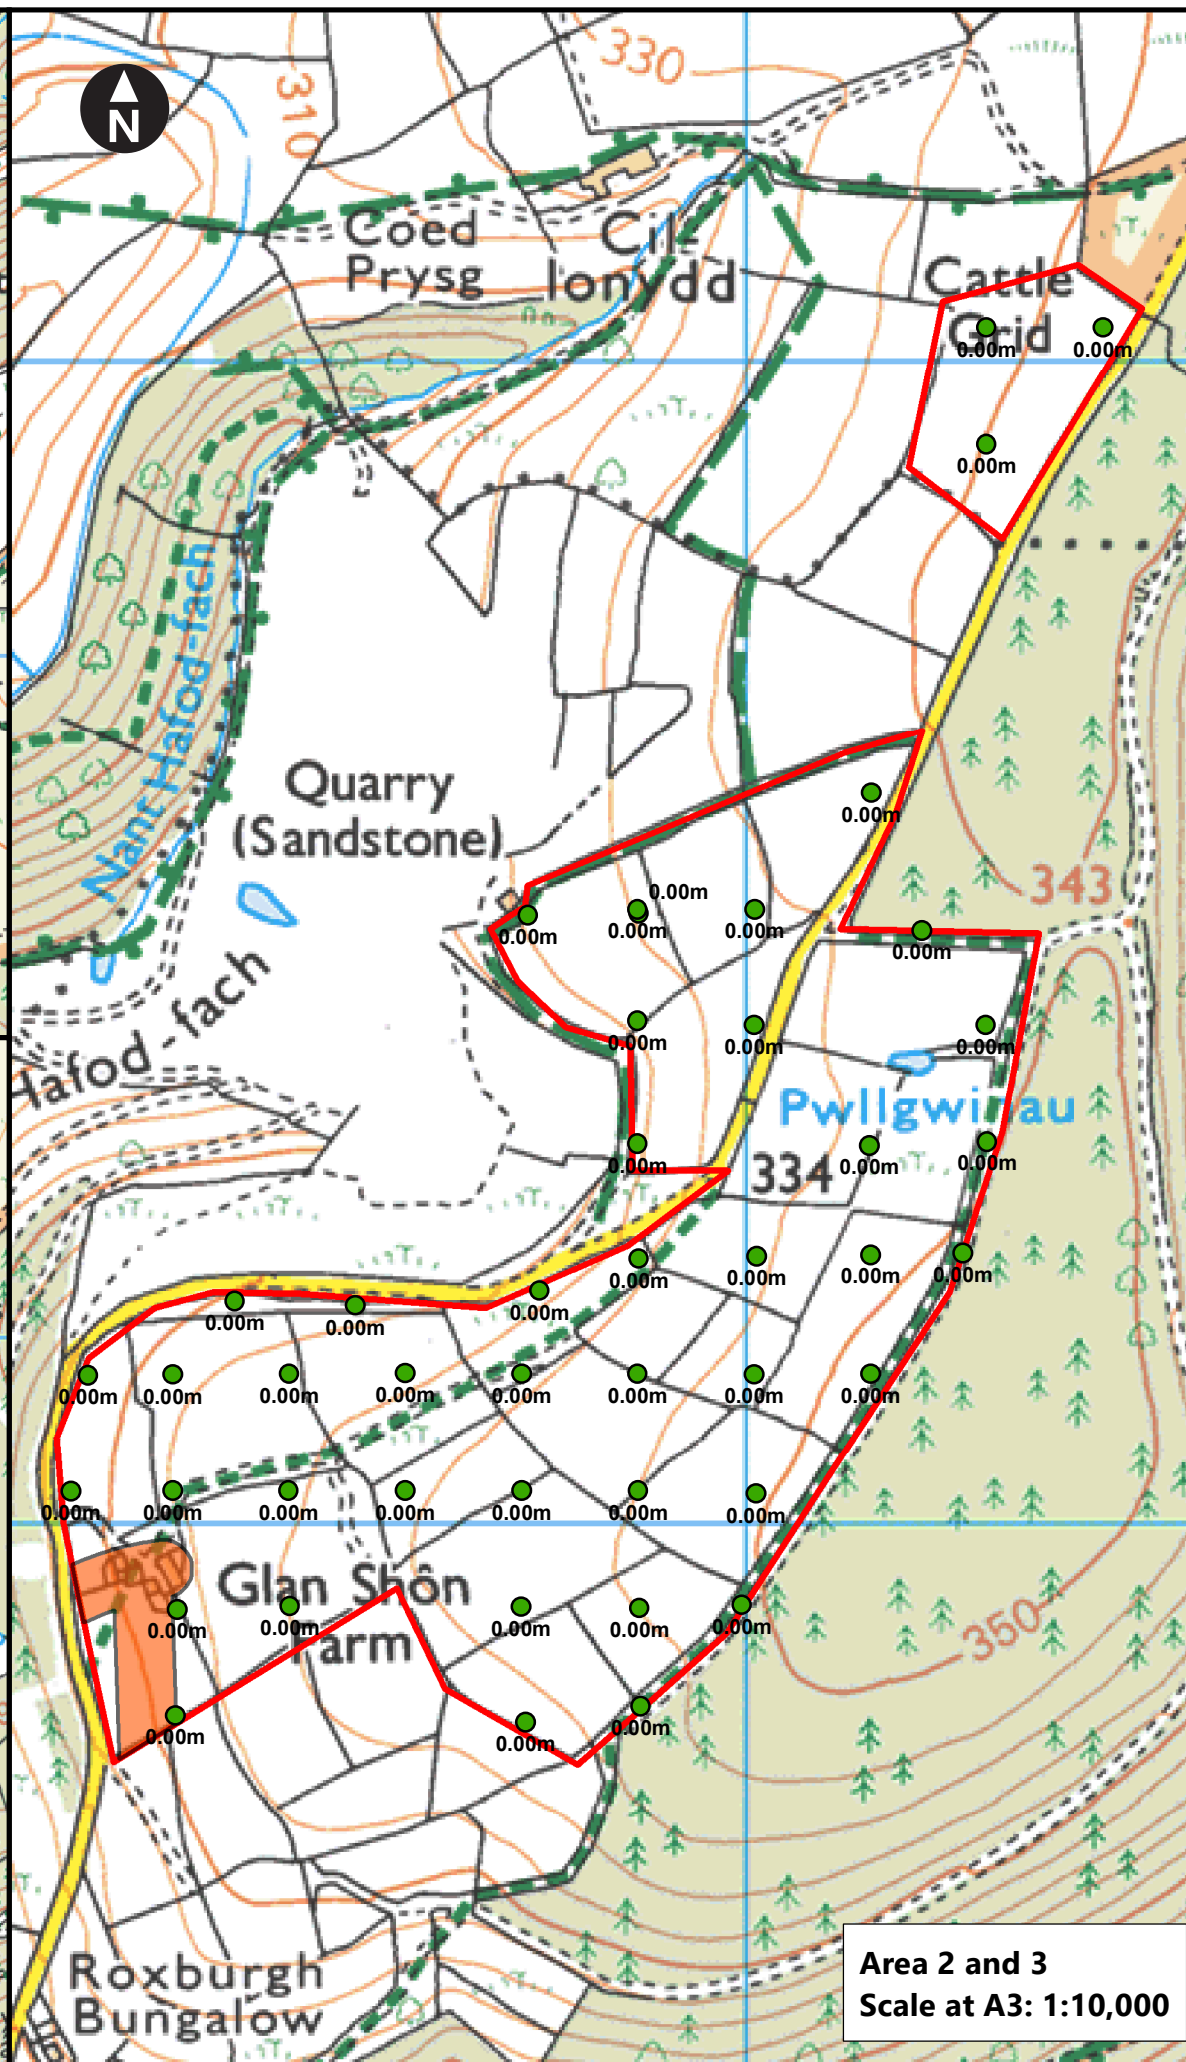 N
330
310
Coed
Prysg
Cil-
lonydd
Cattle
Grid
0.00m 0.00m
0.00m
Nant Hafod-fach
Quarry
(Sandstone)
0.00m
343
0.00m
0.00m 0.00m 0.00m
0.00m
Hafod-fach
0.00m 0.00m 0.00m
Pwllgwinau
0.00m 334 0.00m 0.00m
0.00m 0.00m 0.00m 0.00m
0.00m 0.00m
0.00m 0.00m 0.00m 0.00m 0.00m 0.00m 0.00m 0.00m
0.00m 0.00m 0.00m 0.00m 0.00m 0.00m 0.00m
Glan Shôn
Farm
0.00m 0.00m 0.00m 0.00m 0.00m
350
0.00m 0.00m 0.00m
Roxburgh
Bungalow
Area 2 and 3
Scale at A3: 1:10,000